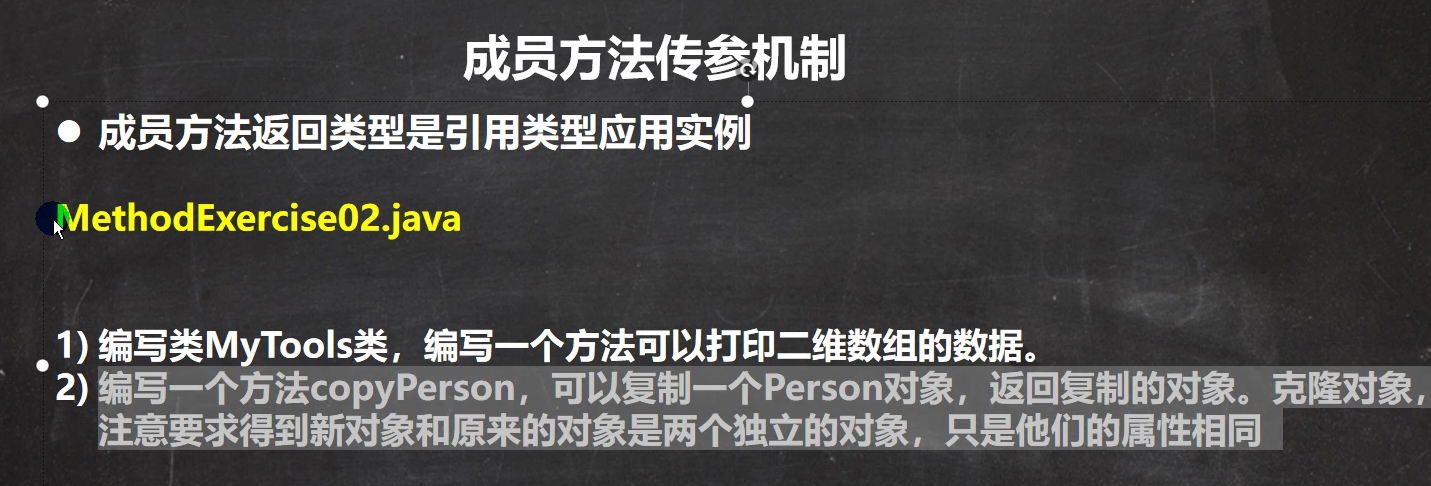 成员方法传参机制
● 成员方法返回类型是引用类型应用实例
MethodExercise02.java
1) 编写类MyTools类，编写一个方法可以打印二维数组的数据。
2) 编写一个方法copyPerson，可以复制一个Person对象，返回复制的对象。克隆对象，
注意要求得到新对象和原来的对象是两个独立的对象，只是他们的属性相同